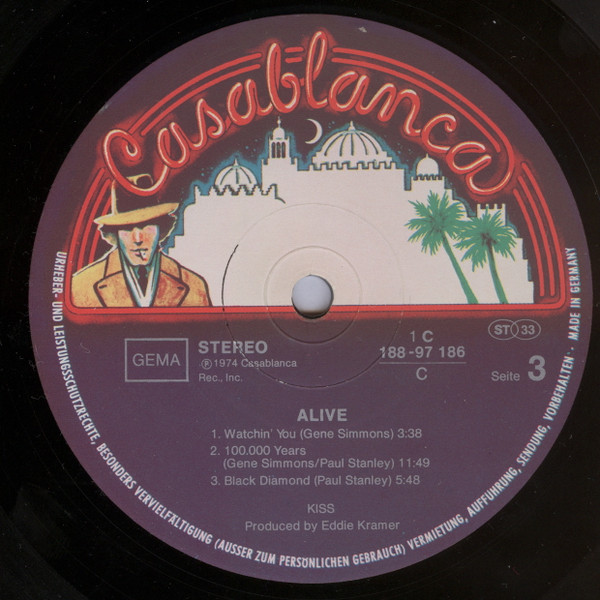 Casablanca
GEMA
STEREO
℗ 1974 Casablanca
Rec., Inc.
1 C
188-97 186
C
ST 33
Seite 3
ALIVE
1. Watchin' You (Gene Simmons) 3:38
2. 100.000 Years
(Gene Simmons/Paul Stanley) 11:49
3. Black Diamond (Paul Stanley) 5:48
KISS
Produced by Eddie Kramer
URHEBER- UND LEISTUNGSSCHUTZRECHTE, BESONDERS VERVIELFÄLTIGUNG (AUSSER ZUM PERSÖNLICHEN GEBRAUCH) VERMIETUNG, AUFFÜHRUNG, SENDUNG, VORBEHALTEN · MADE IN GERMANY